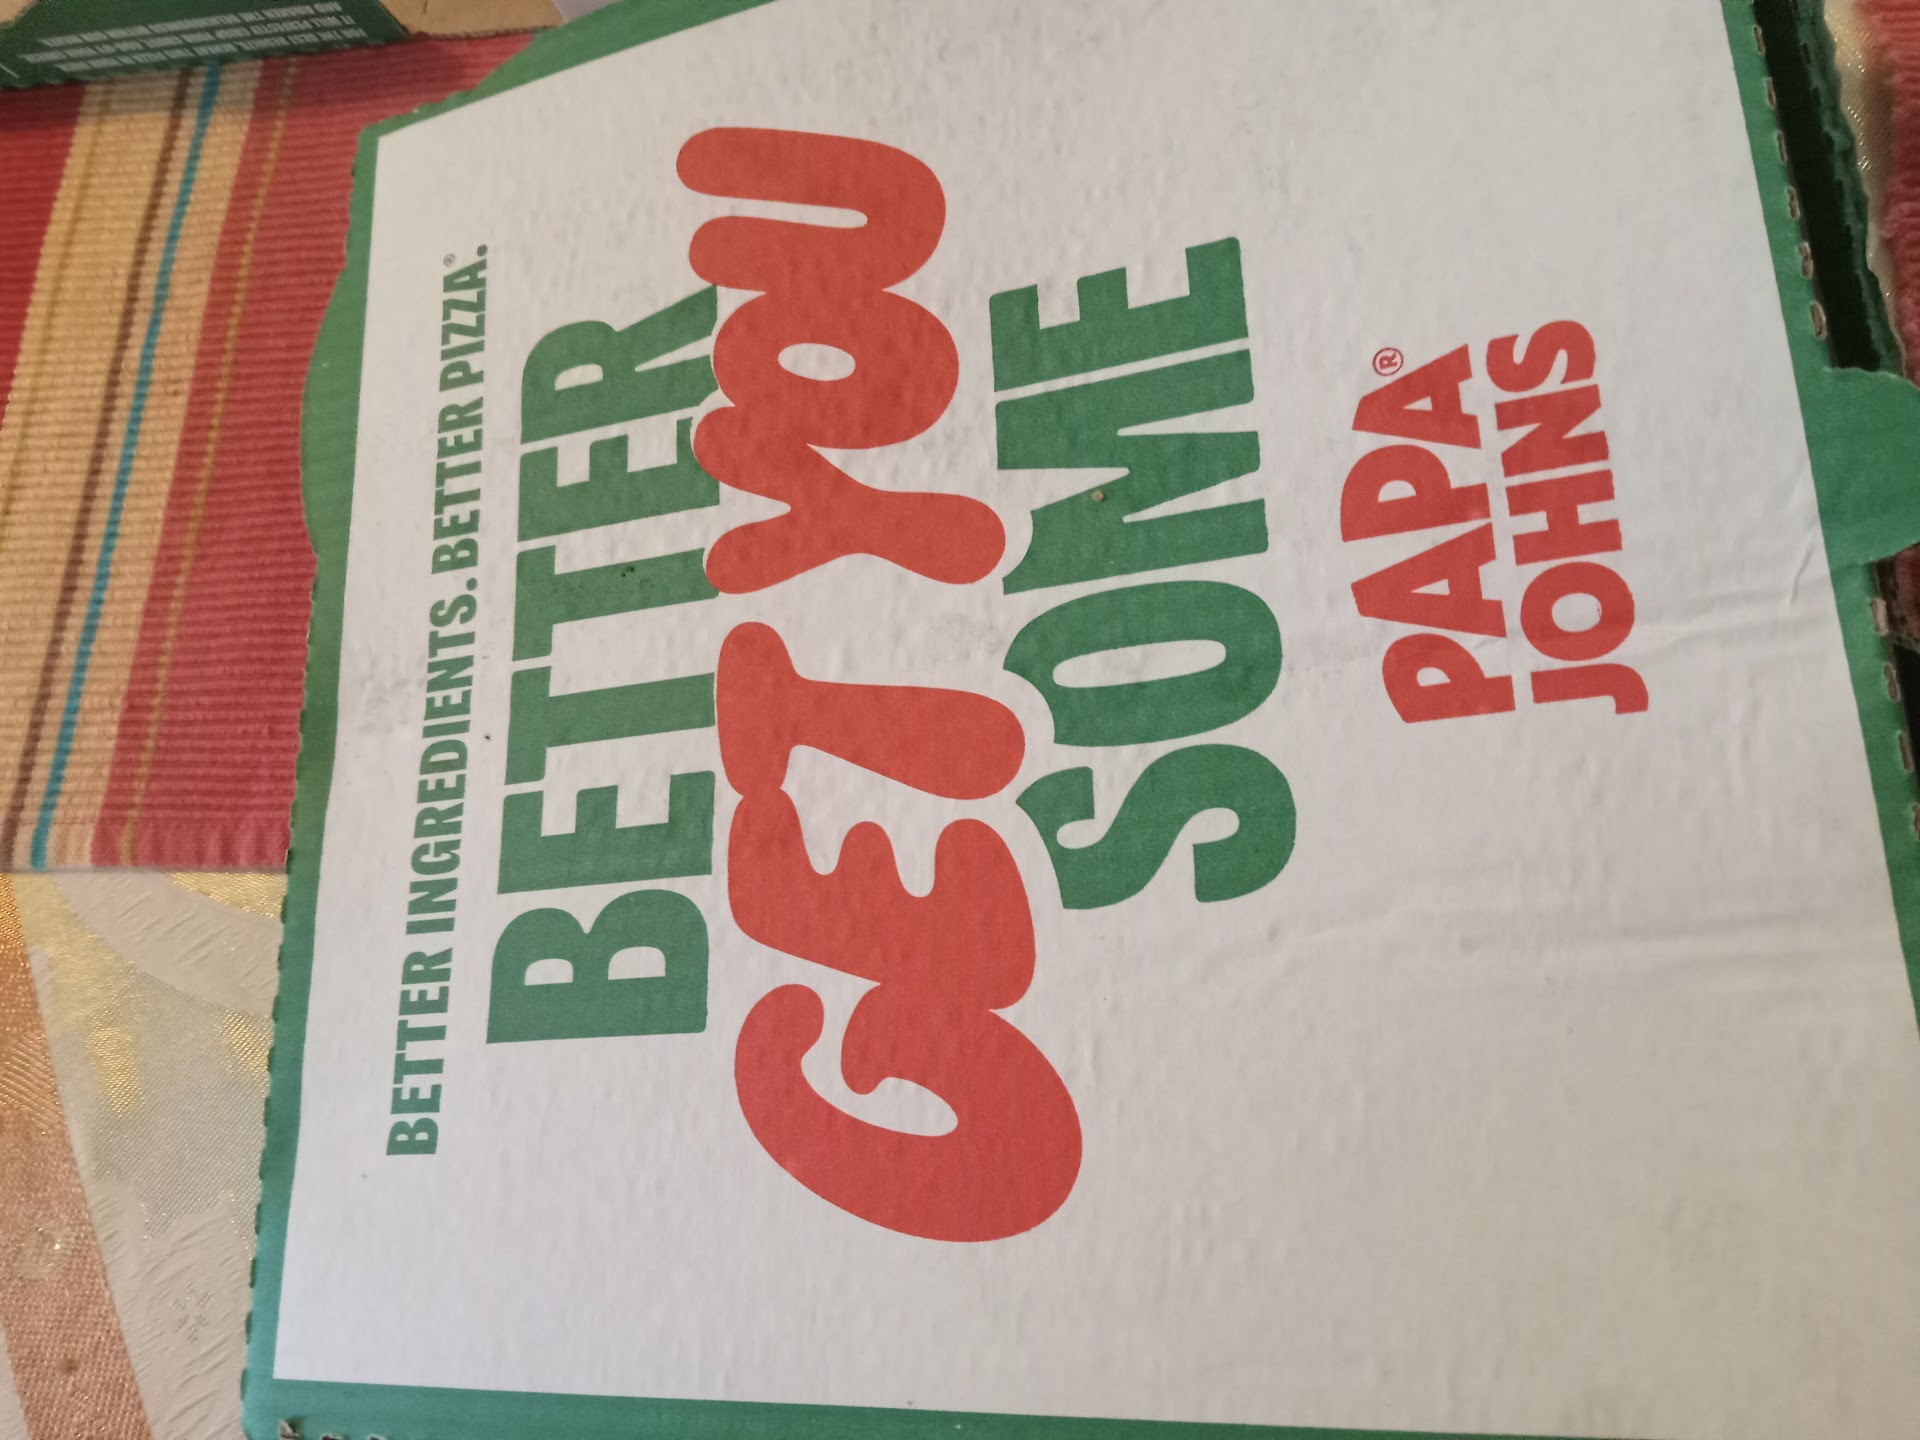 BETTER INGREDIENTS. BETTER PIZZA.®
BETTER
GET YOU
SOME
PAPA®
JOHNS